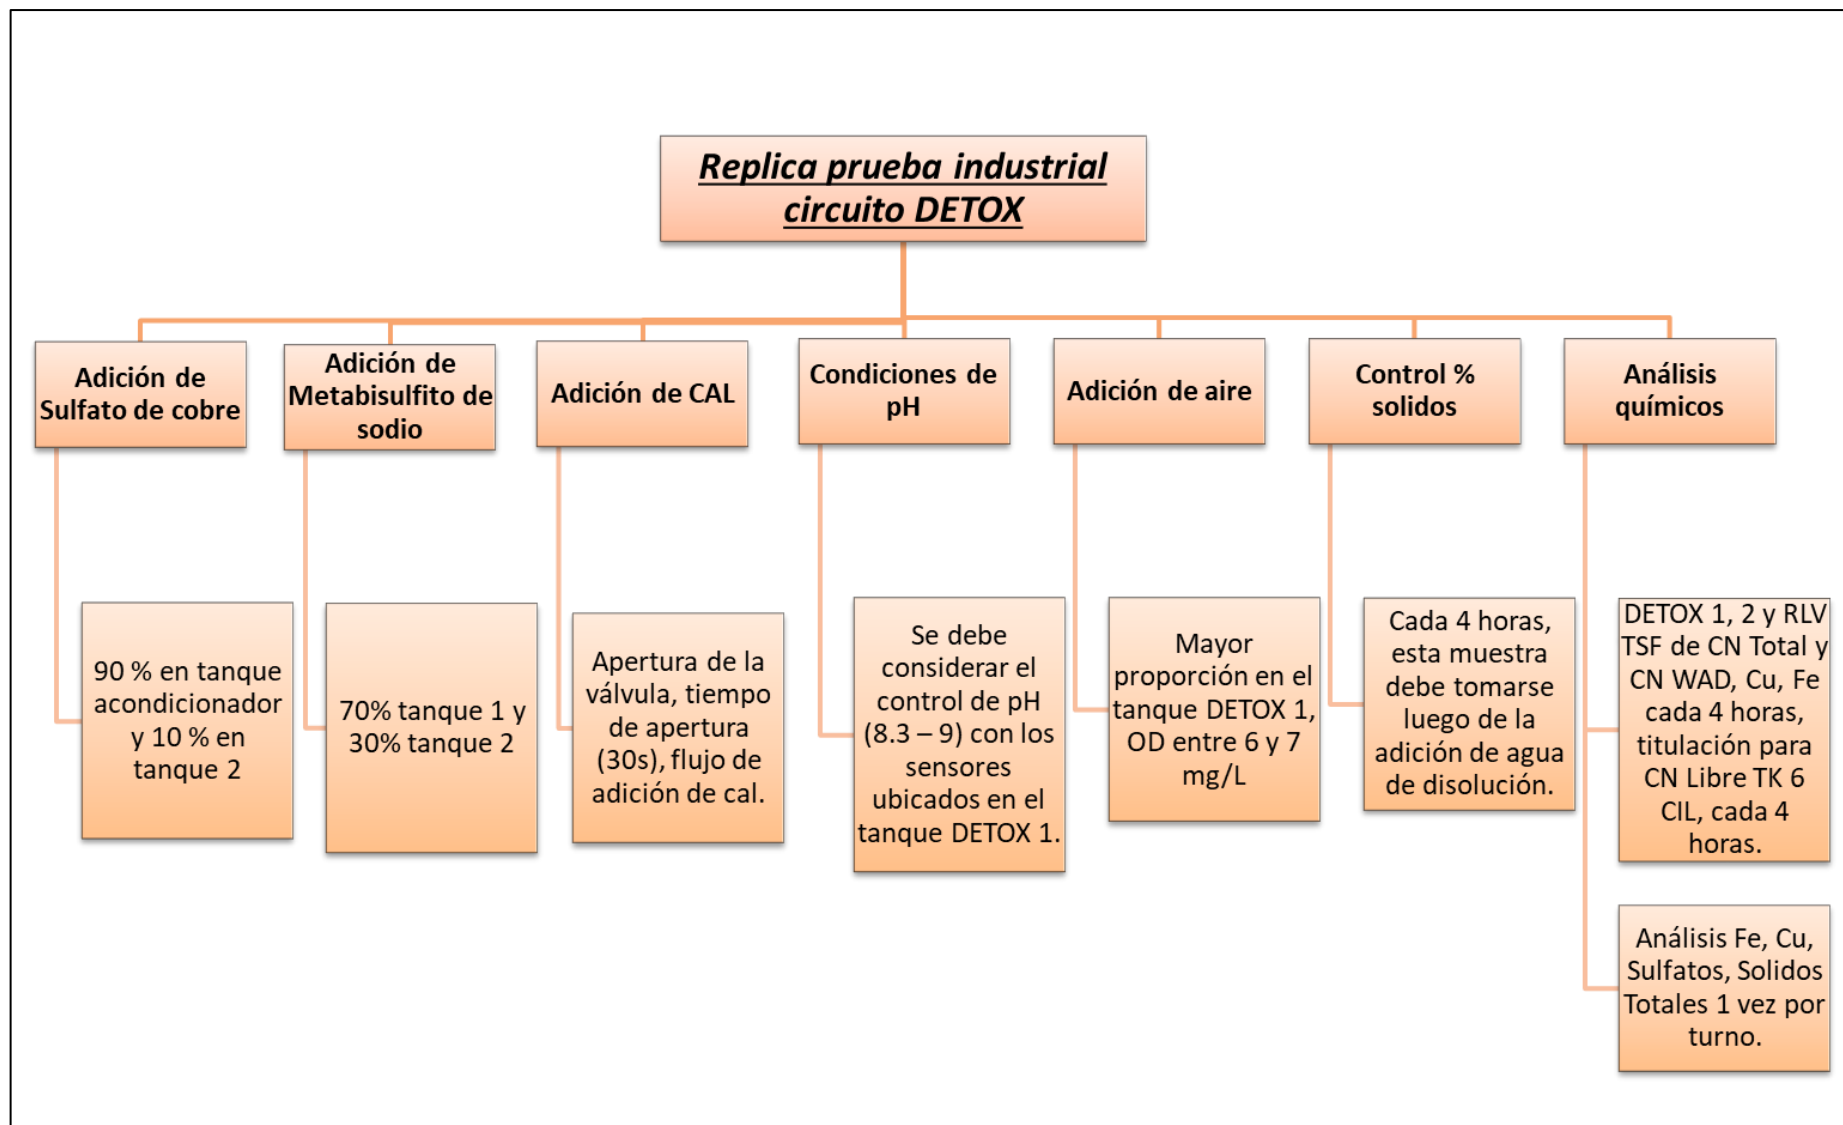 Replica prueba industrial
circuito DETOX
Adición de
Sulfato de cobre
Adición de
Metabisulfito de
sodio
Adición de CAL
Condiciones de
pH
Adición de aire
Control %
solidos
Análisis
químicos
90 % en tanque
acondicionador
y 10 % en
tanque 2
70% tanque 1 y
30% tanque 2
Apertura de la
válvula, tiempo
de apertura
(30s), flujo de
adición de cal.
Se debe
considerar el
control de pH
(8.3 – 9) con los
sensores
ubicados en el
tanque DETOX 1.
Mayor
proporción en el
tanque DETOX 1,
OD entre 6 y 7
mg/L
Cada 4 horas,
esta muestra
debe tomarse
luego de la
adición de agua
de disolución.
DETOX 1, 2 y RLV
TSF de CN Total y
CN WAD, Cu, Fe
cada 4 horas,
titulación para
CN Libre TK 6
CIL, cada 4
horas.
Análisis Fe, Cu,
Sulfatos, Solidos
Totales 1 vez por
turno.